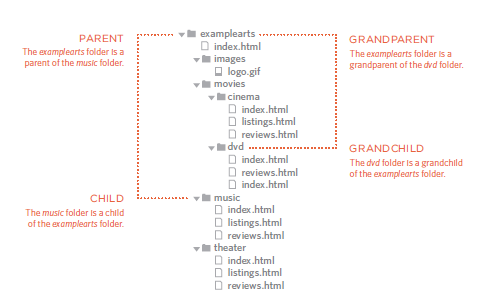 PARENT
The examplearts folder is a
parent of the music folder.
examplearts
index.html
images
logo.gif
movies
cinema
index.html
listings.html
reviews.html
dvd
index.html
reviews.html
index.html
music
index.html
listings.html
reviews.html
theater
index.html
listings.html
reviews.html
GRANDPARENT
The examplearts folder is a
grandparent of the dvd folder.
GRANDCHILD
The dvd folder is a grandchild
of the examplearts folder.
CHILD
The music folder is a child
of the examplearts folder.